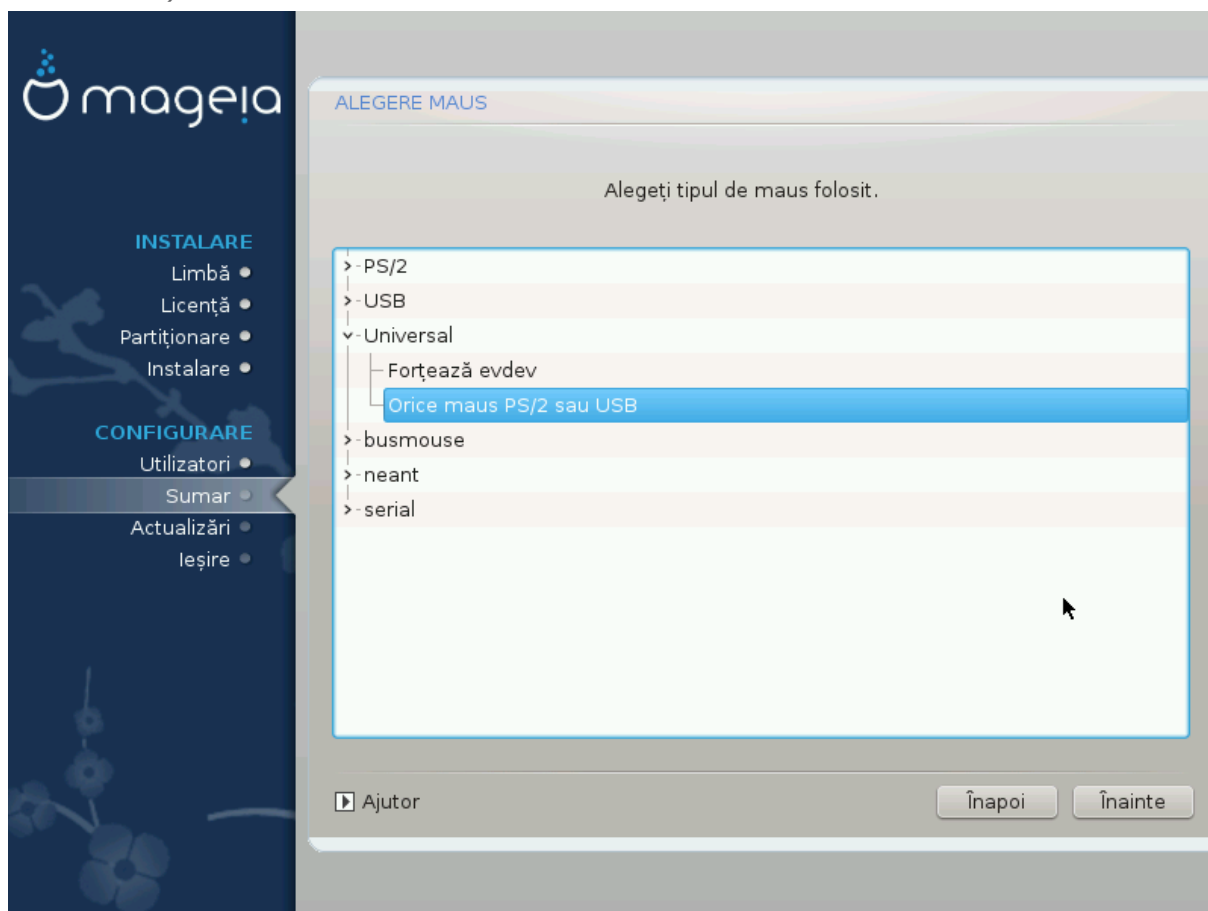 mageia
INSTALARE
Limbă
Licență
Partiționare
Instalare
CONFIGURARE
Utilizatori
Sumar
Actualizări
Ieșire
ALEGERE MAUS
Alegeți tipul de maus folosit.
PS/2
USB
Universal
Forțează evdev
Orice maus PS/2 sau USB
busmouse
neant
serial
Ajutor
Înapoi
Înainte